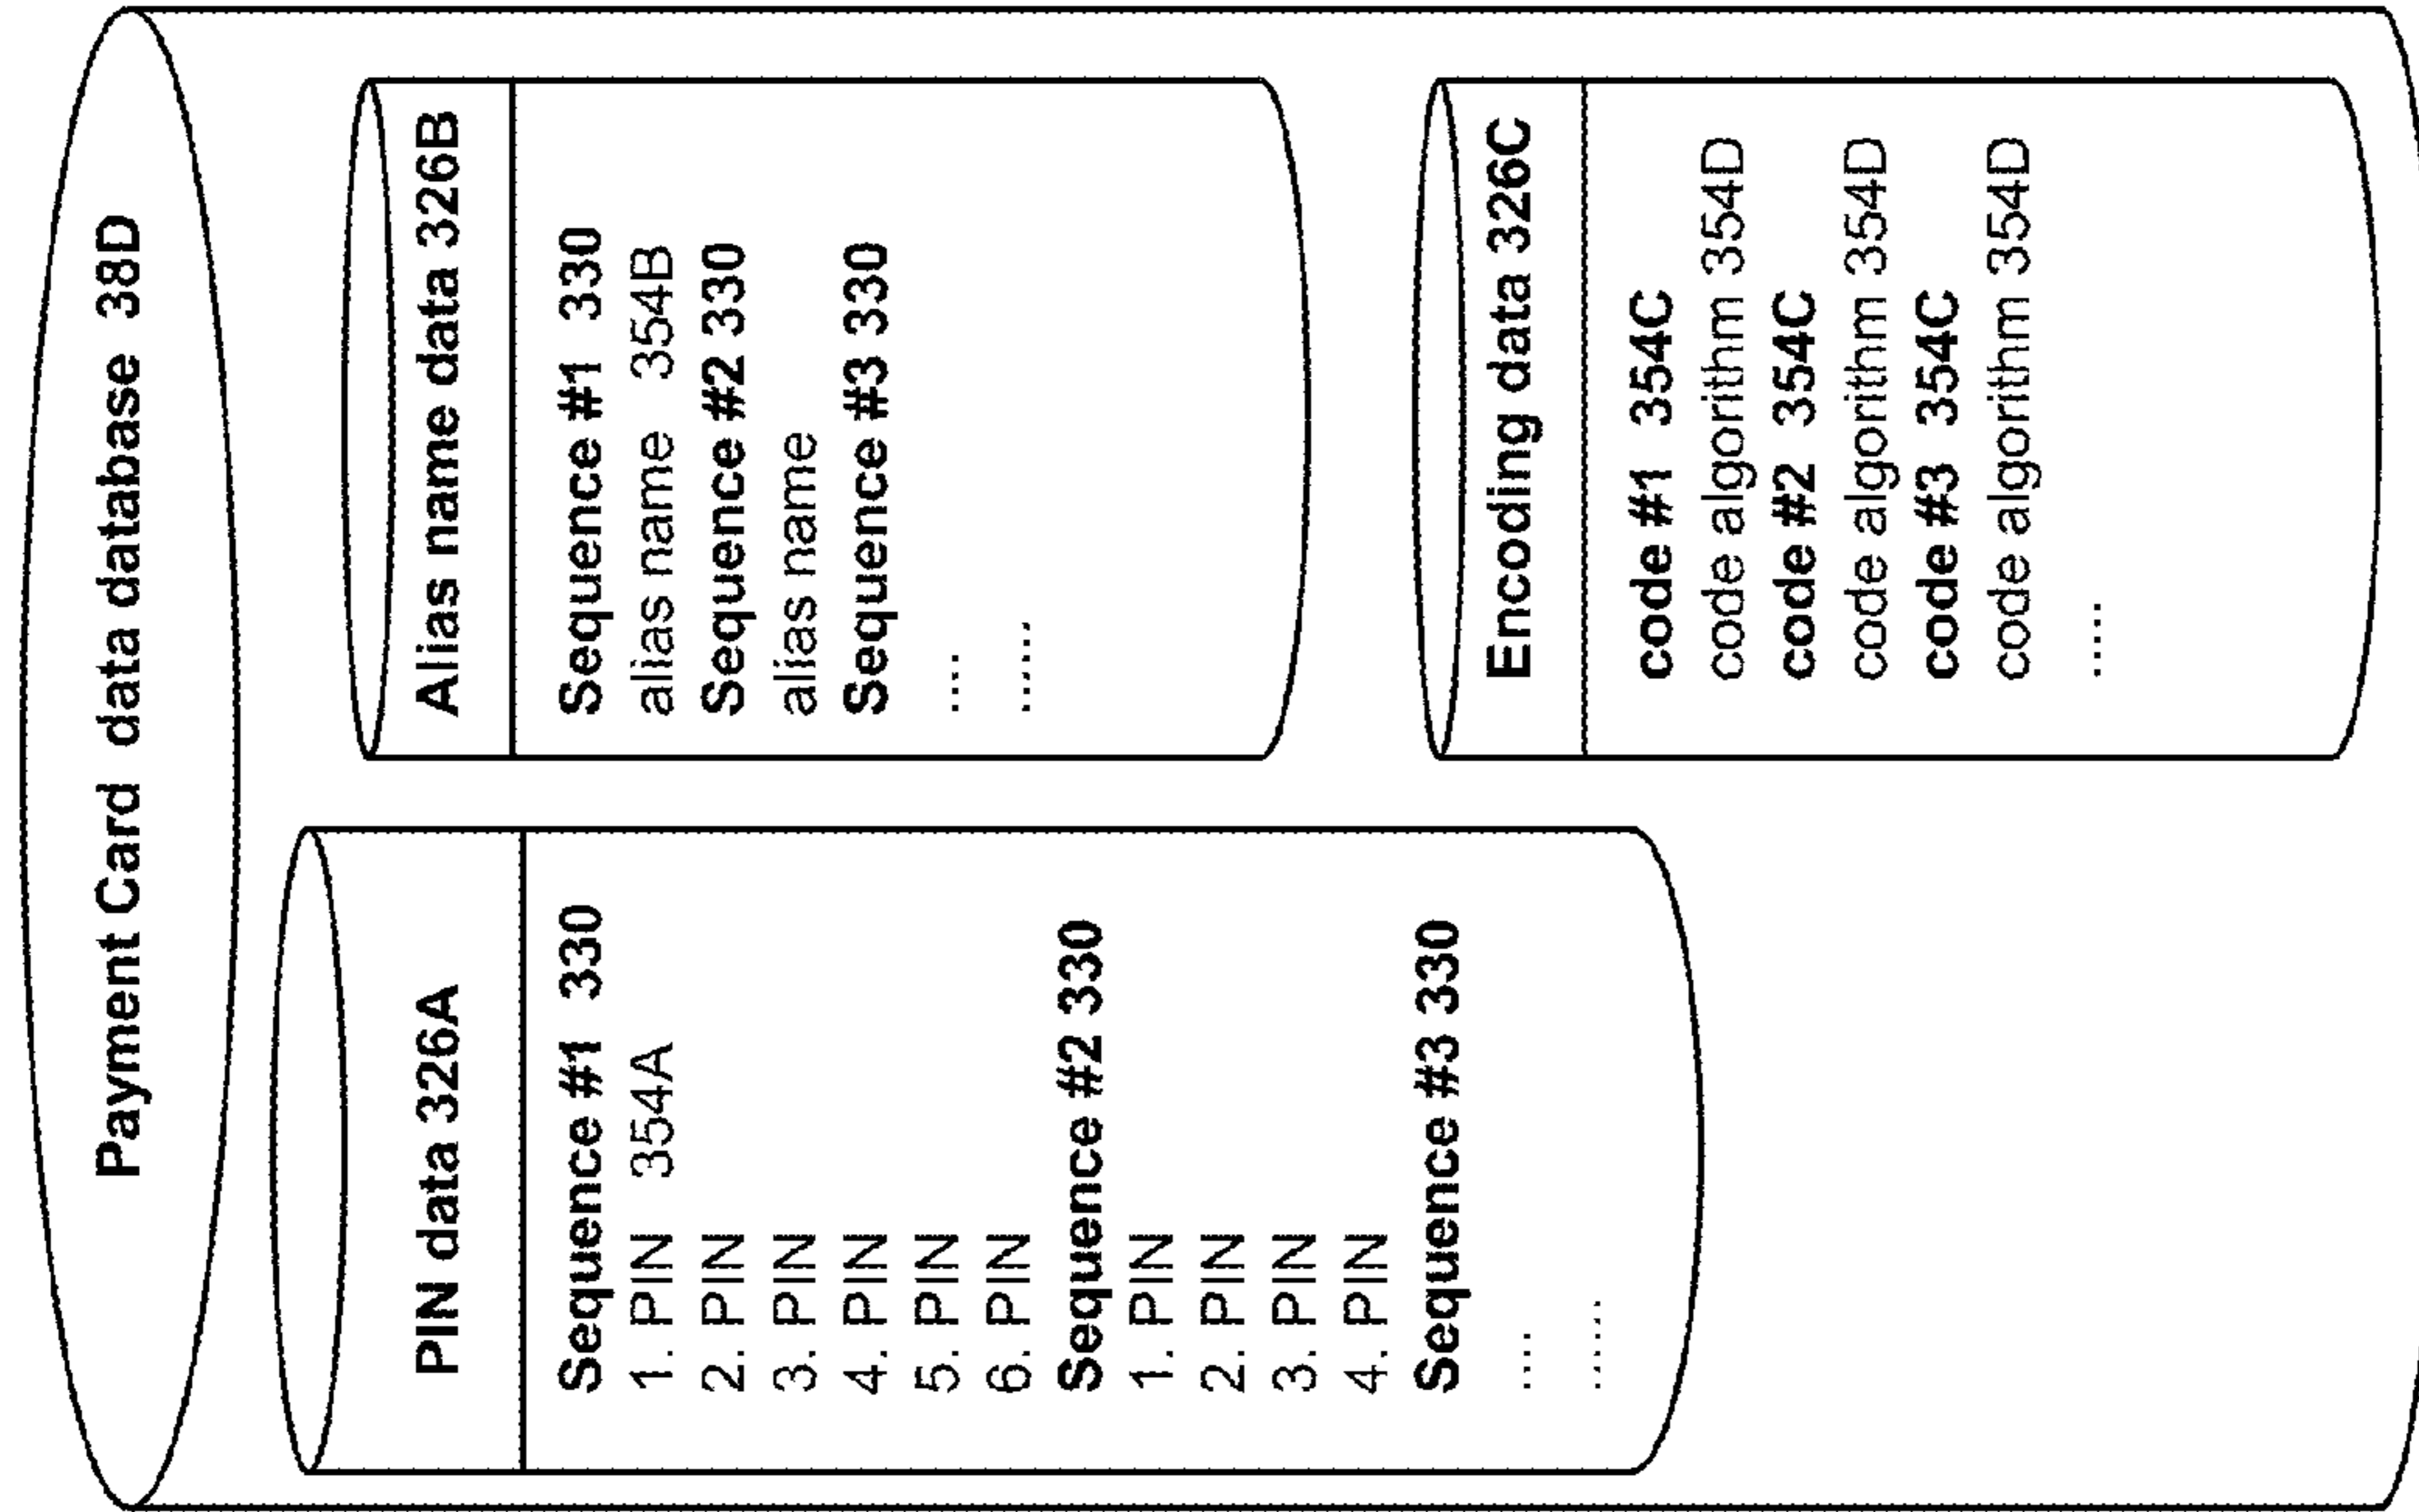 Payment Card data database 38D
PIN data 326A
Sequence #1 330
1. PIN 354A
2. PIN
3. PIN
4. PIN
5. PIN
6. PIN
Sequence #2 330
1. PIN
2. PIN
3. PIN
4. PIN
Sequence #3 330
....
.....
Alias name data 326B
Sequence #1 330
alias name 354B
Sequence #2 330
alias name
Sequence #3 330
....
......
Encoding data 326C
code #1 354C
code algorithm 354D
code #2 354C
code algorithm 354D
code #3 354C
code algorithm 354D
.....